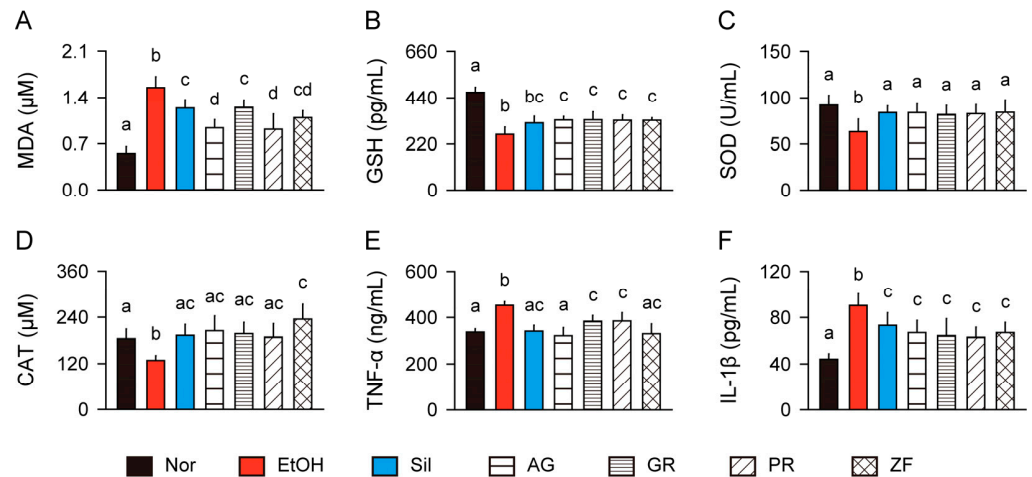 A
MDA (μM)
2.1
1.4
0.7
0.0
a b c d c d cd
B
GSH (pg/mL)
660
440
220
0
a b bc c c c c
C
SOD (U/mL)
150
100
50
0
a b a a a a a
D
CAT (μM)
360
240
120
0
a b ac ac ac ac c
E
TNF-α (ng/mL)
600
400
200
0
a b ac a c c ac
F
IL-1β (pg/mL)
120
80
40
0
a b c c c c c
Nor EtOH Sil AG GR PR ZF